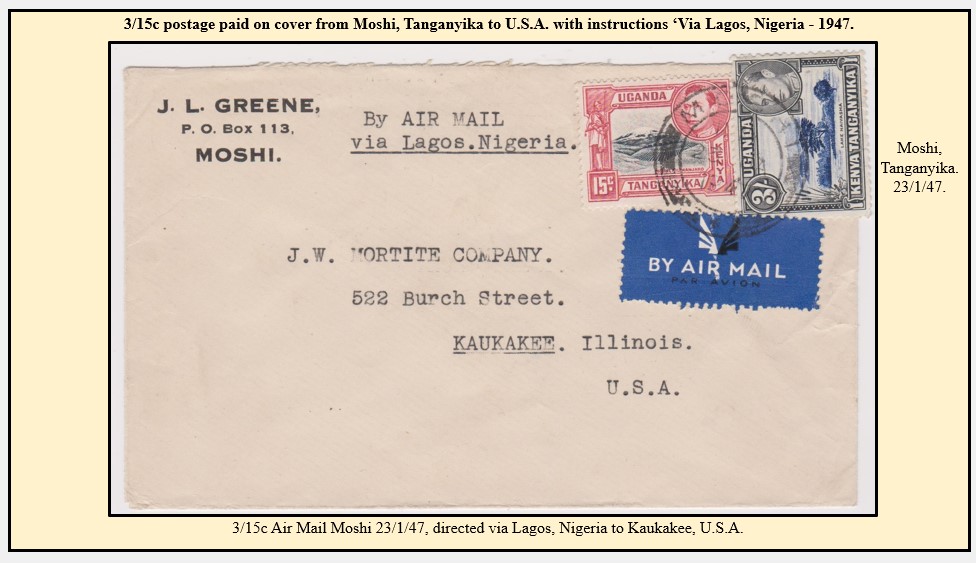 3/15c postage paid on cover from Moshi, Tanganyika to U.S.A. with instructions ‘Via Lagos, Nigeria - 1947.
J. L. GREENE,
P. O. Box 113,
MOSHI.
By AIR MAIL
via Lagos.Nigeria.
UGANDA
KENYA
15c
TANGANYIKA
UGANDA
3/-
KENYA TANGANYIKA
BY AIR MAIL
PAR AVION
J.W. MORTITE COMPANY.
522 Burch Street.
KAUKAKEE. Illinois.
U.S.A.
Moshi,
Tanganyika.
23/1/47.
3/15c Air Mail Moshi 23/1/47, directed via Lagos, Nigeria to Kaukakee, U.S.A.